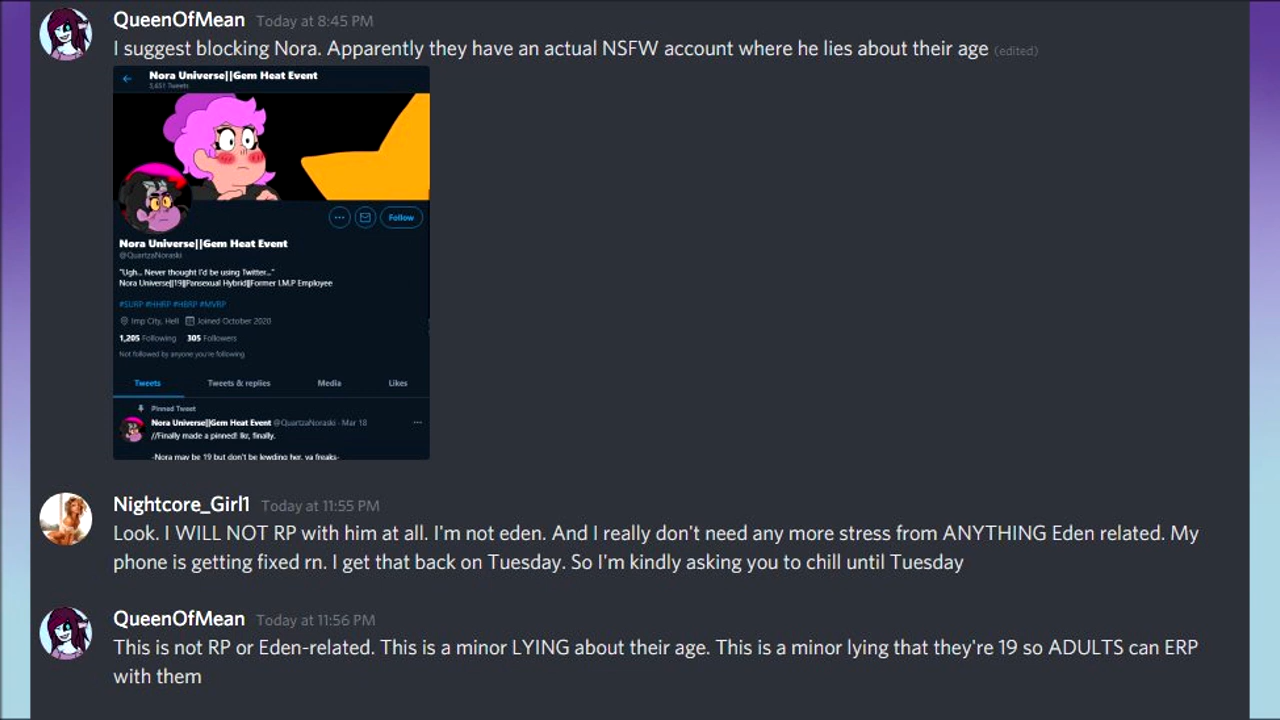 QueenOfMean Today at 8:45 PM
I suggest blocking Nora. Apparently they have an actual NSFW account where he lies about their age (edited)
Nora Universe||Gem Heat Event
3,651 Tweets
Follow
Nora Universe||Gem Heat Event
@QuartzaNoraski
"Ugh... Never thought I'd be using Twitter..."
Nora Universe||19||Pansexual Hybrid||Former I.M.P Employee
#SURP #HHRP #HBRP #MVRP
Imp City, Hell Joined October 2020
1,205 Following 305 Followers
Not followed by anyone you're following
Tweets Tweets & replies Media Likes
Pinned Tweet
Nora Universe||Gem Heat Event @QuartzaNoraski · Mar 18
//Finally made a pinned! Ikr, finally.
-Nora may be 19 but don't be lewding her, ya freaks-
Nightcore_Girl1 Today at 11:55 PM
Look. I WILL NOT RP with him at all. I'm not eden. And I really don't need any more stress from ANYTHING Eden related. My
phone is getting fixed rn. I get that back on Tuesday. So I'm kindly asking you to chill until Tuesday
QueenOfMean Today at 11:56 PM
This is not RP or Eden-related. This is a minor LYING about their age. This is a minor lying that they're 19 so ADULTS can ERP
with them